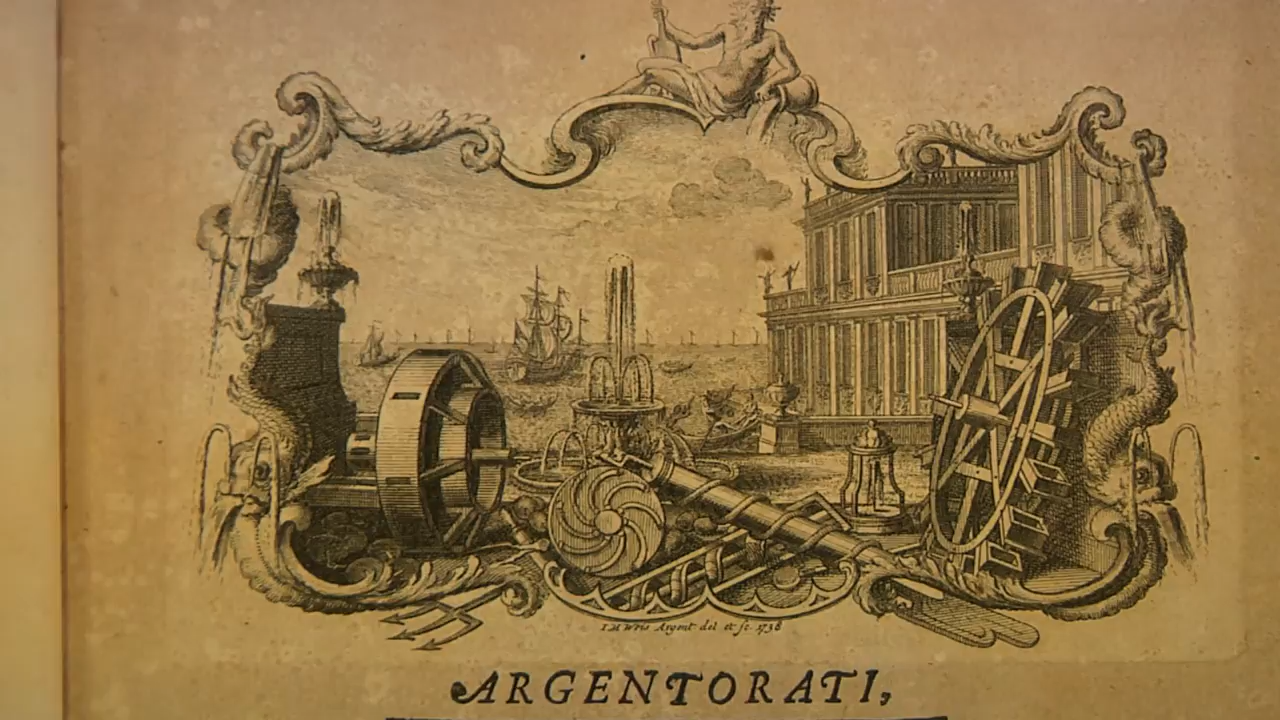 I. M. Weis Argent. del. et sc. 1738
ARGENTORATI,